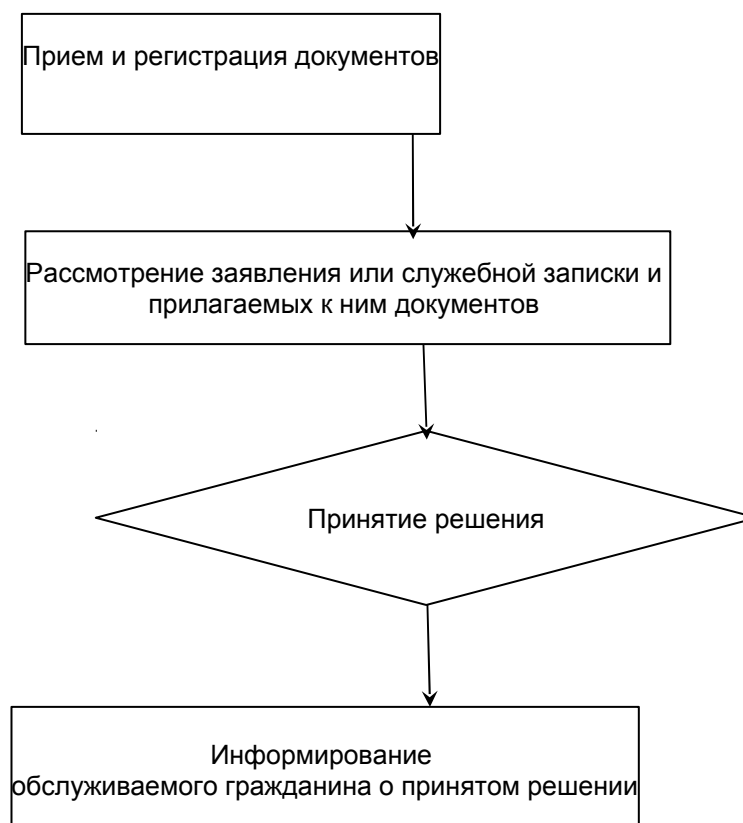 Прием и регистрация документов
Рассмотрение заявления или служебной записки и
прилагаемых к ним документов
Принятие решения
Информирование
обслуживаемого гражданина о принятом решении